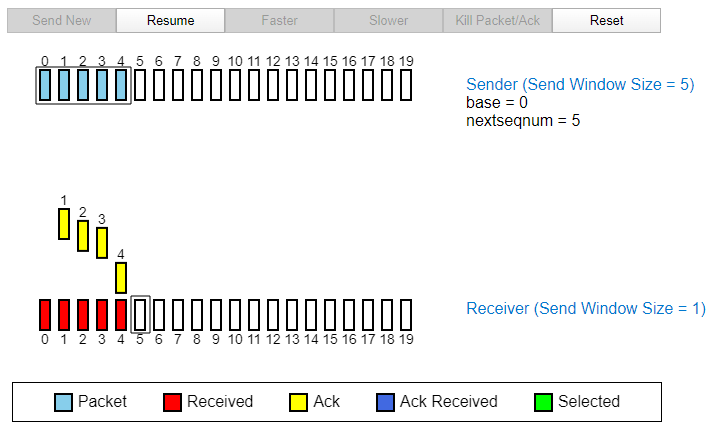 Send New Resume Faster Slower Kill Packet/Ack Reset
0 1 2 3 4 5 6 7 8 9 10 11 12 13 14 15 16 17 18 19
Sender (Send Window Size = 5)
base = 0
nextseqnum = 5
1
2
3
4
Receiver (Send Window Size = 1)
0 1 2 3 4 5 6 7 8 9 10 11 12 13 14 15 16 17 18 19
Packet Received Ack Ack Received Selected